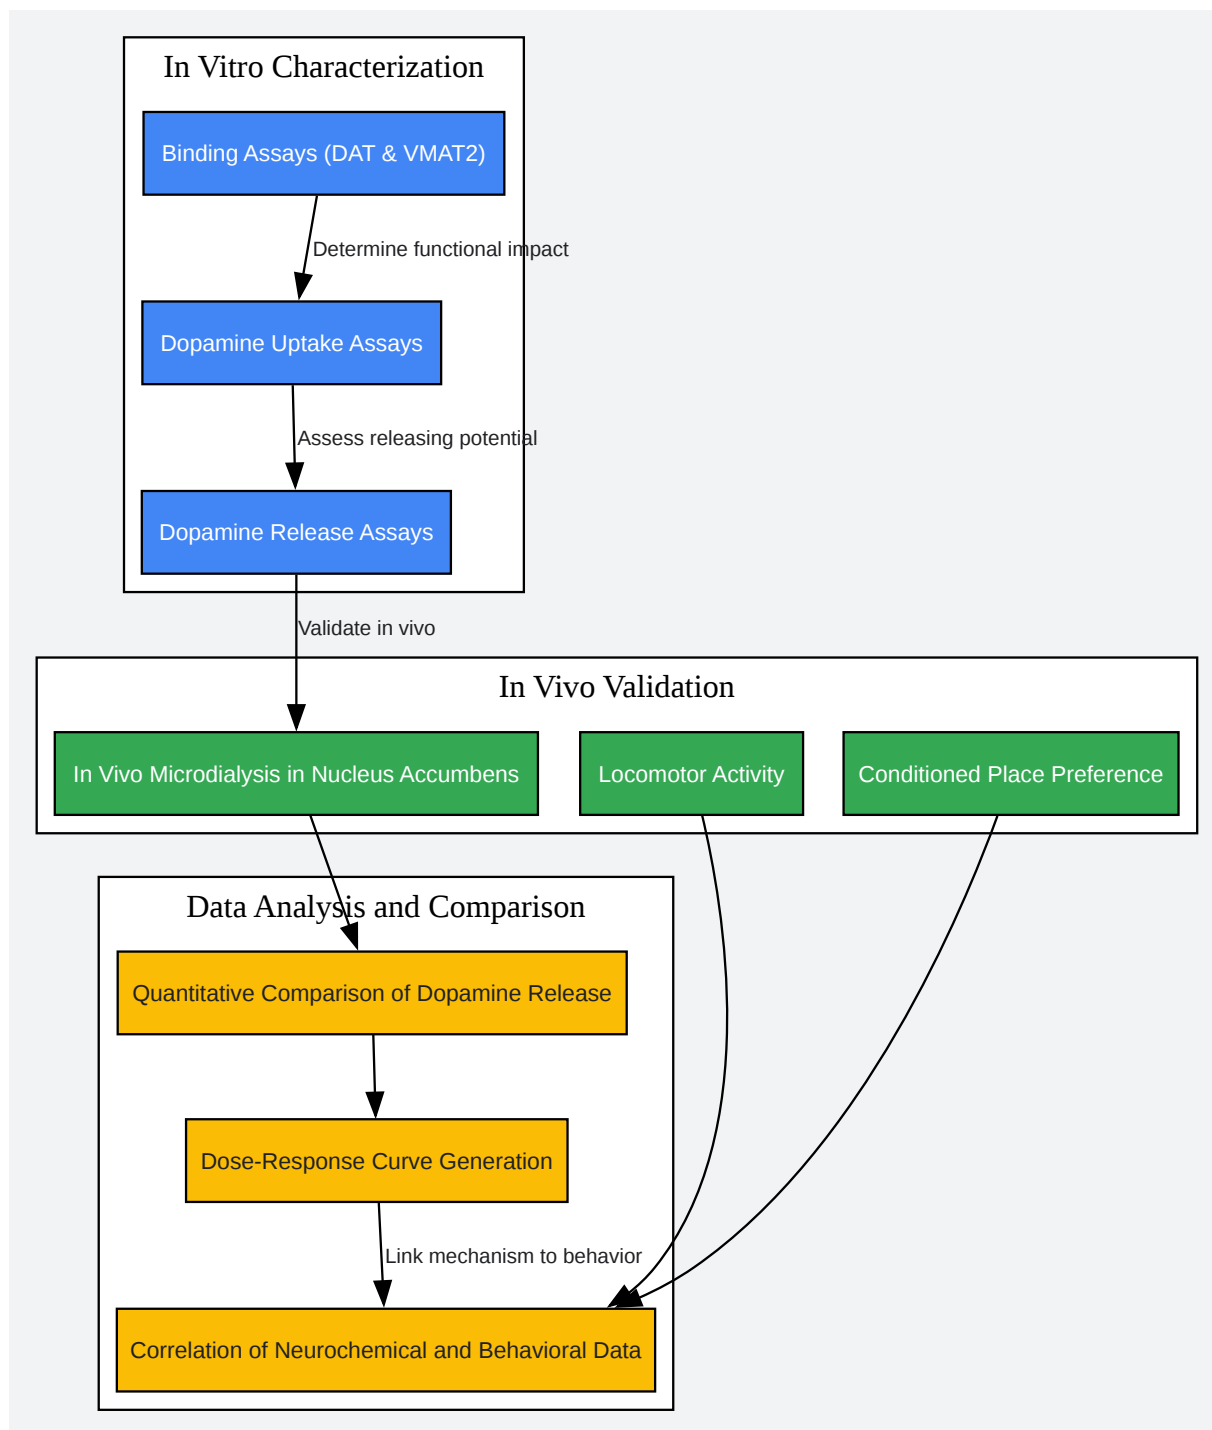 In Vitro Characterization
Binding Assays (DAT & VMAT2)
Determine functional impact
Dopamine Uptake Assays
Assess releasing potential
Dopamine Release Assays
Validate in vivo
In Vivo Validation
In Vivo Microdialysis in Nucleus Accumbens
Locomotor Activity
Conditioned Place Preference
Data Analysis and Comparison
Quantitative Comparison of Dopamine Release
Dose-Response Curve Generation
Link mechanism to behavior
Correlation of Neurochemical and Behavioral Data